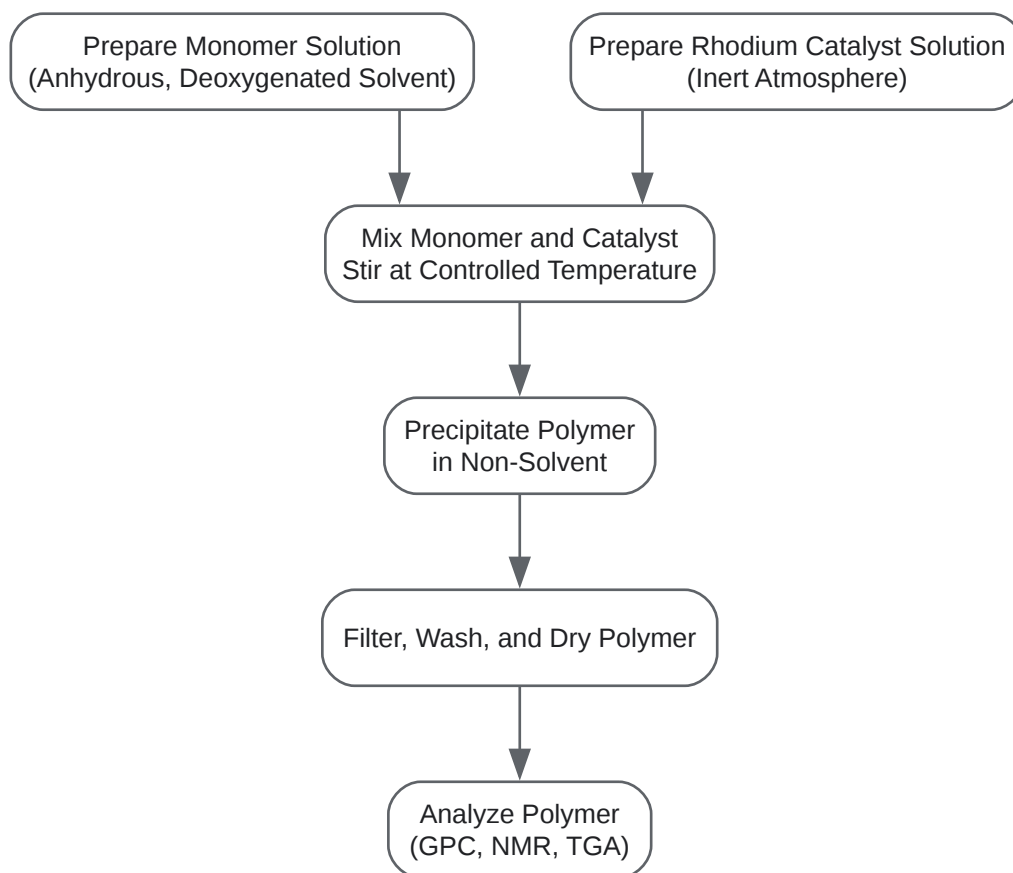 Prepare Monomer Solution
(Anhydrous, Deoxygenated Solvent)
Prepare Rhodium Catalyst Solution
(Inert Atmosphere)
Mix Monomer and Catalyst
Stir at Controlled Temperature
Precipitate Polymer
in Non-Solvent
Filter, Wash, and Dry Polymer
Analyze Polymer
(GPC, NMR, TGA)